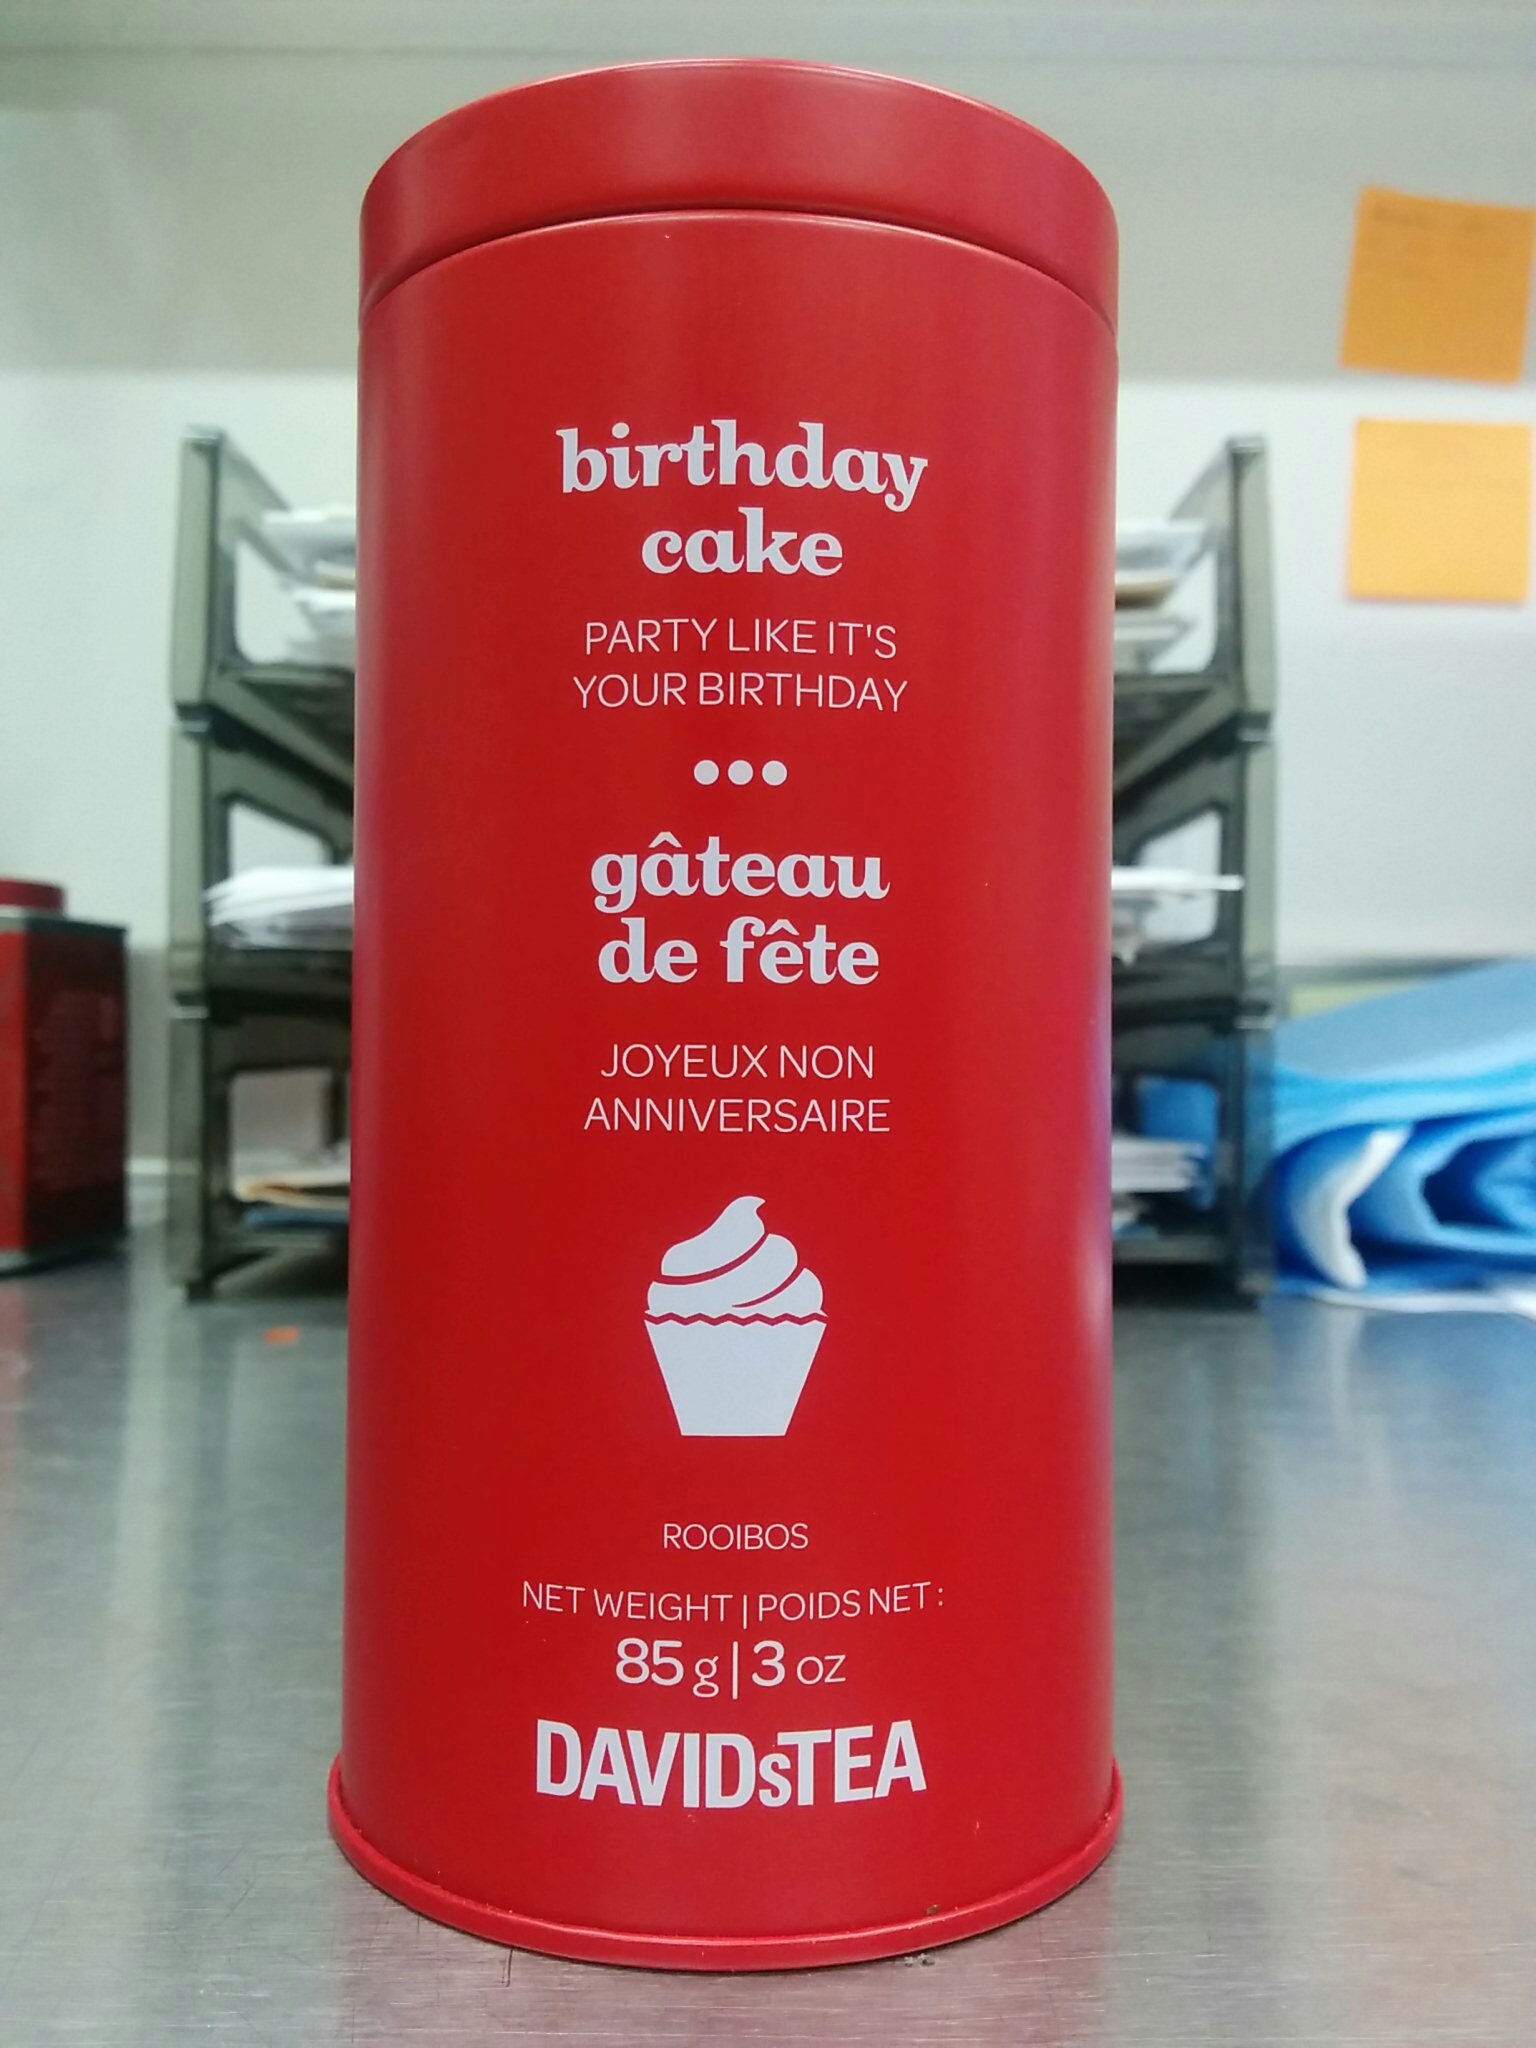 birthday
cake
PARTY LIKE IT'S
YOUR BIRTHDAY
gâteau
de fête
JOYEUX NON
ANNIVERSAIRE
ROOIBOS
NET WEIGHT | POIDS NET :
85 g | 3 oz
DAVIDsTEA